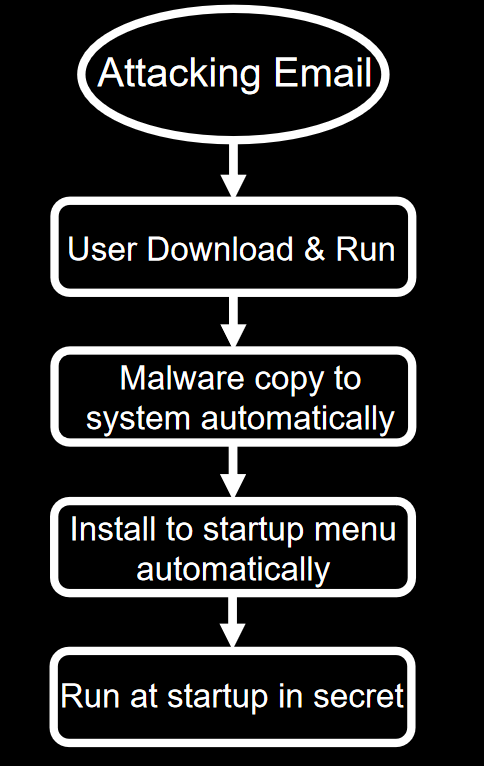 Attacking Email
User Download & Run
Malware copy to
system automatically
Install to startup menu
automatically
Run at startup in secret